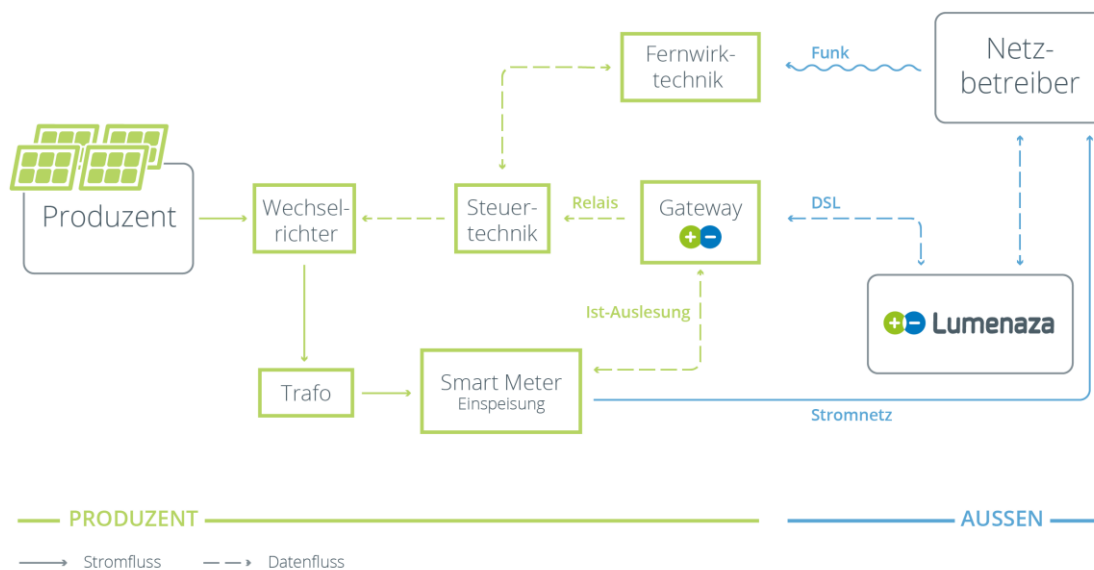 Fernwirk-
technik
Funk
Netz-
betreiber
Produzent
Wechsel-
richter
Steuer-
technik
Relais
Gateway
DSL
Lumenaza
Ist-Auslesung
Trafo
Smart Meter
Einspeisung
Stromnetz
PRODUZENT
AUSSEN
Stromfluss
Datenfluss